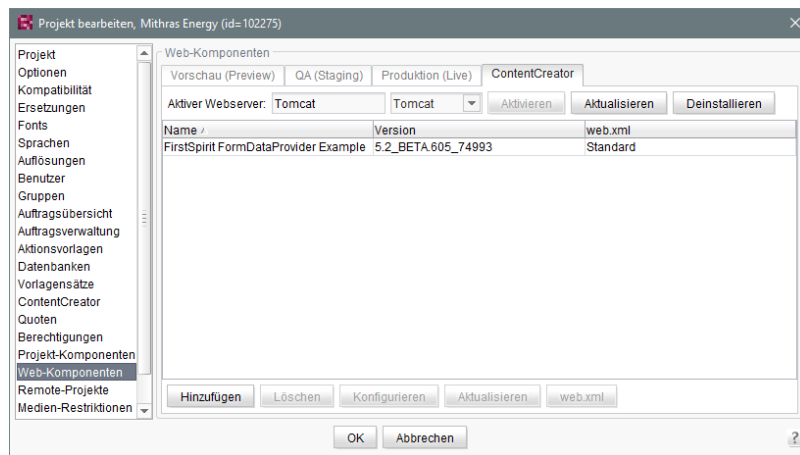 Projekt bearbeiten, Mithras Energy (id=102275)
Projekt
Optionen
Kompatibilität
Ersetzungen
Fonts
Sprachen
Auflösungen
Benutzer
Gruppen
Auftragsübersicht
Auftragsverwaltung
Aktionsvorlagen
Datenbanken
Vorlagensätze
ContentCreator
Quoten
Berechtigungen
Projekt-Komponenten
Web-Komponenten
Remote-Projekte
Medien-Restriktionen
Web-Komponenten
Vorschau (Preview) QA (Staging) Produktion (Live) ContentCreator
Aktiver Webserver: Tomcat Tomcat Aktivieren Aktualisieren Deinstallieren
Name / Version web.xml
FirstSpirit FormDataProvider Example 5.2_BETA.605_74993 Standard
Hinzufügen Löschen Konfigurieren Aktualisieren web.xml
OK Abbrechen ?